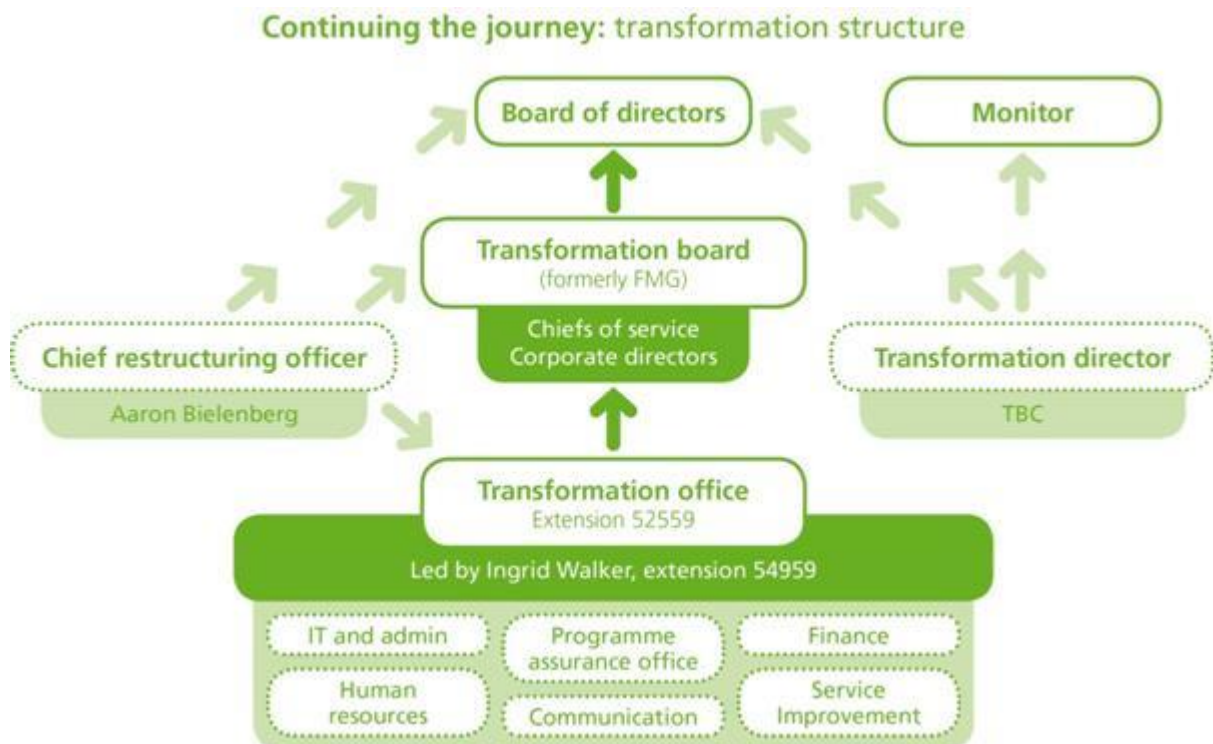 Continuing the journey: transformation structure
Board of directors
Monitor
Transformation board
(formerly FMG)
Chiefs of service
Corporate directors
Chief restructuring officer
Aaron Bielenberg
Transformation director
TBC
Transformation office
Extension 52559
Led by Ingrid Walker, extension 54959
IT and admin
Programme
assurance office
Finance
Human
resources
Communication
Service
Improvement